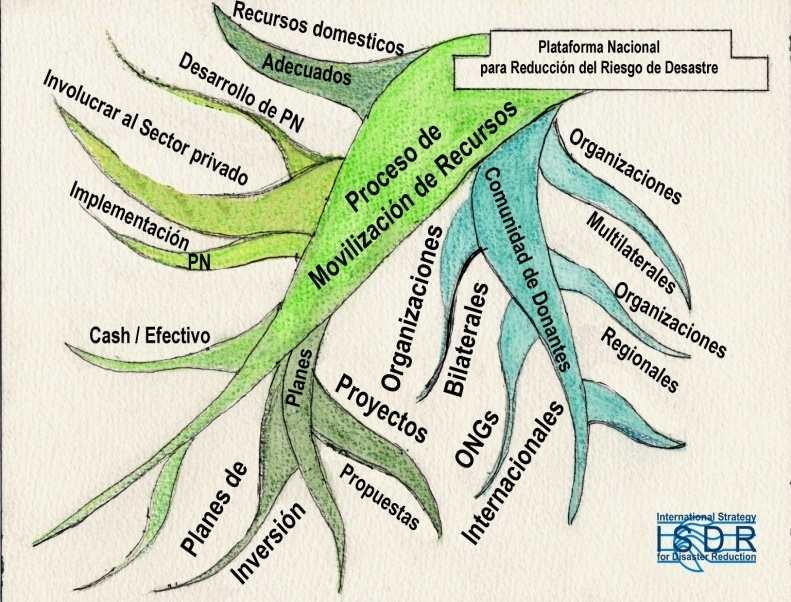 Plataforma Nacional
para Reducción del Riesgo de Desastre
Recursos domesticos
Adecuados
Desarrollo de PN
Involucrar al Sector privado
Implementación
PN
Cash / Efectivo
Proceso de
Movilización de Recursos
Planes
Planes de
Inversión
Proyectos
Propuestas
Comunidad de Donantes
Organizaciones
Multilaterales
Organizaciones
Regionales
Organizaciones
Bilaterales
ONGs
Internacionales
International Strategy
ISDR
for Disaster Reduction